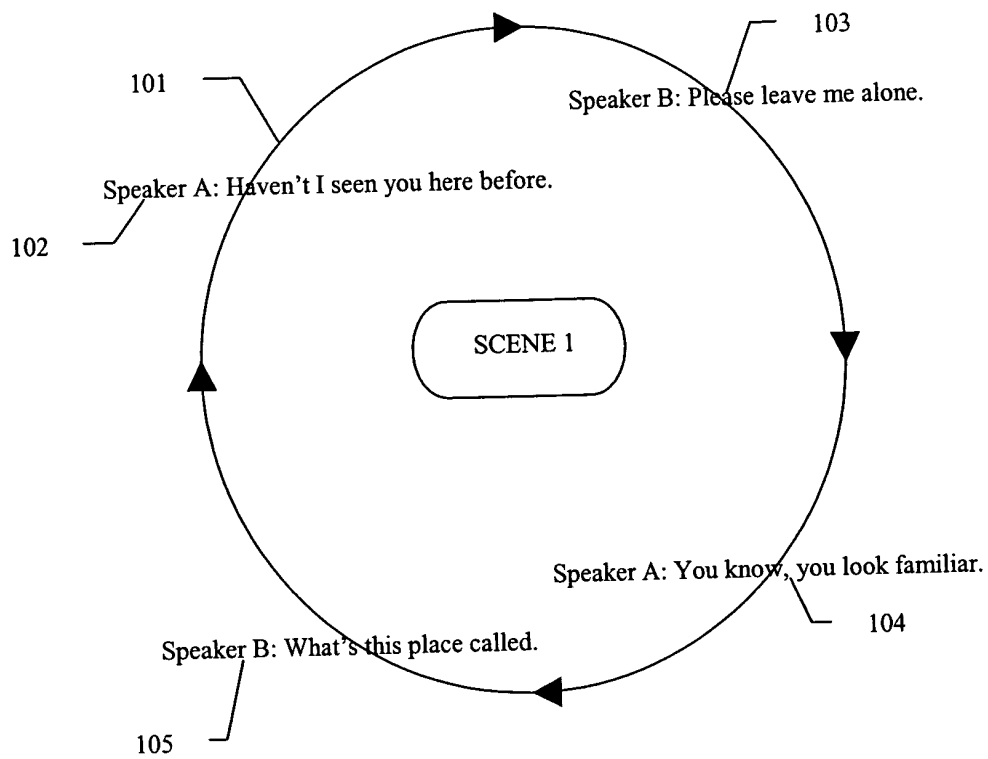 103
101
Speaker B: Please leave me alone.
Speaker A: Haven't I seen you here before.
102
SCENE 1
Speaker A: You know, you look familiar.
104
Speaker B: What's this place called.
105